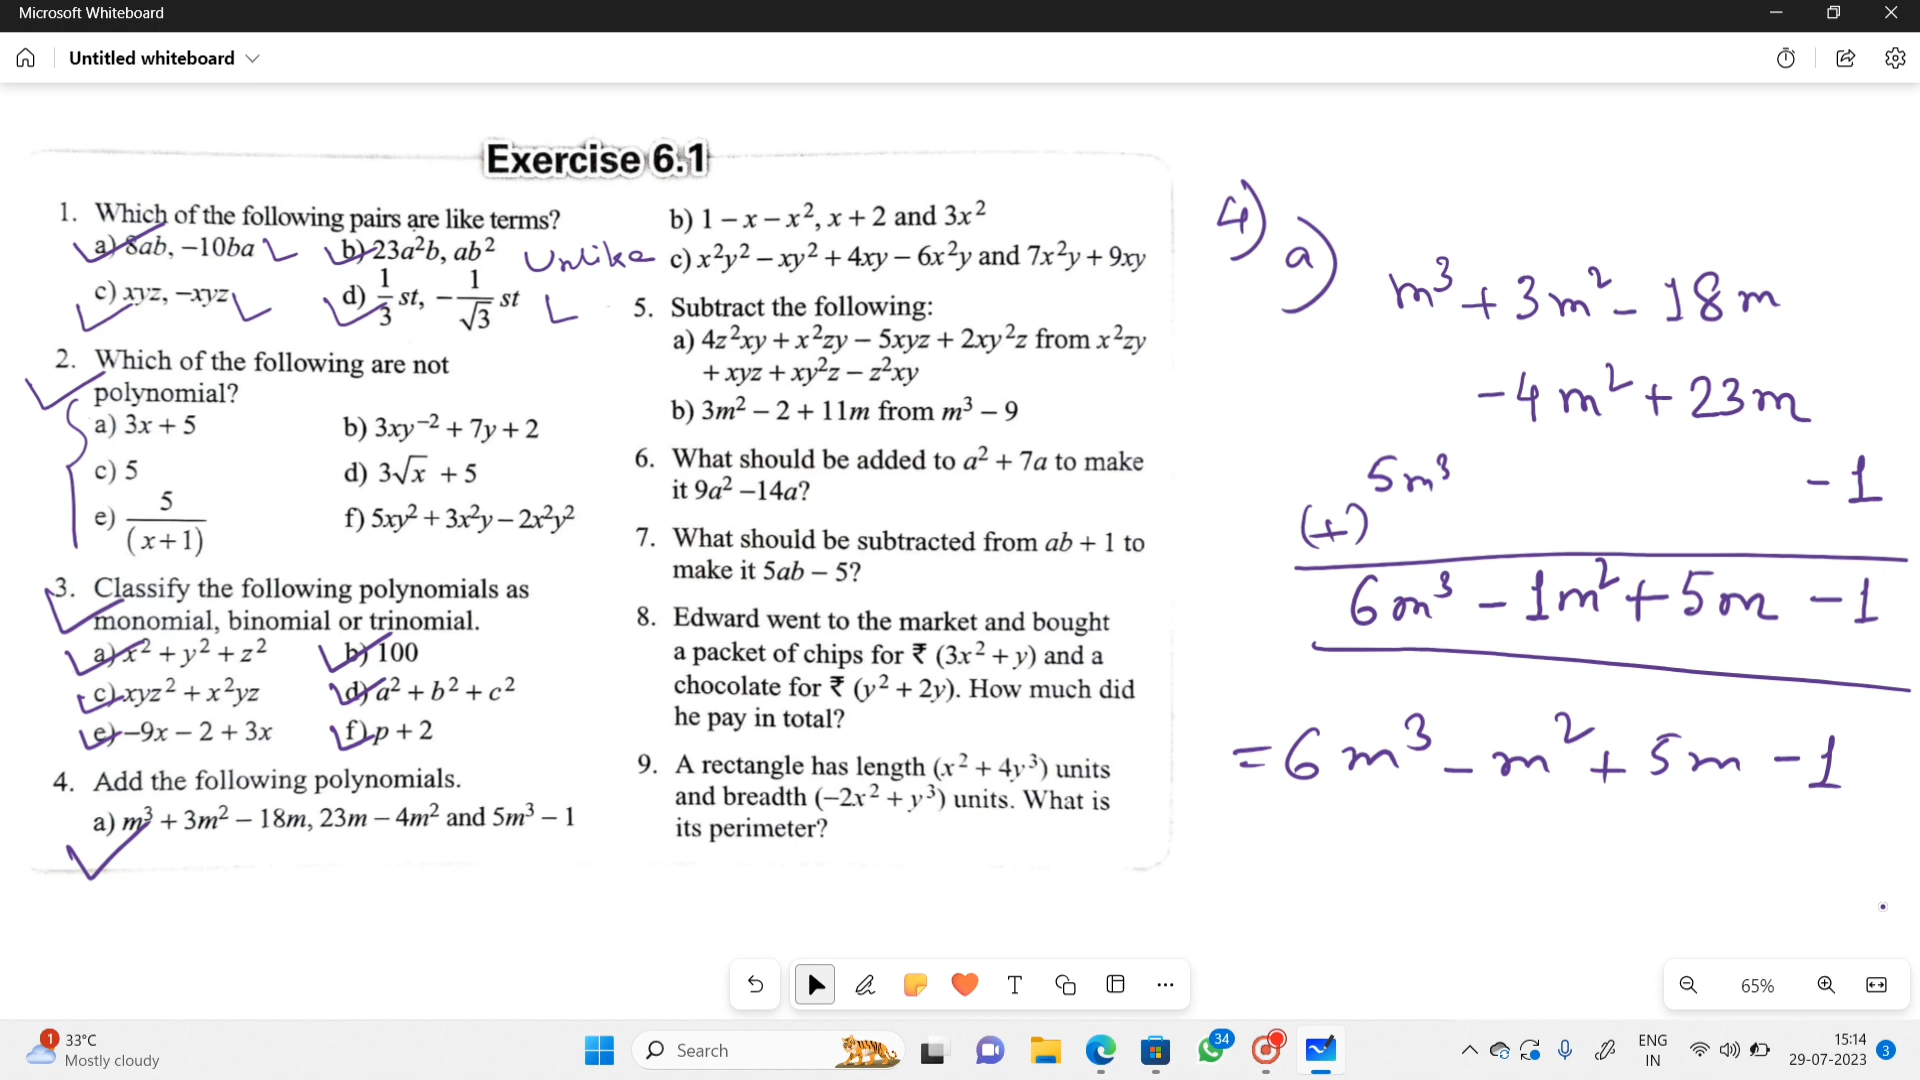 Microsoft Whiteboard
Untitled whiteboard
Exercise 6.1
1. Which of the following pairs are like terms?
a) 8ab, −10ba b) 23a²b, ab² Unlike
c) xyz, −xyz d) 1/3 st, −1/√3 st
2. Which of the following are not
polynomial?
a) 3x + 5 b) 3xy⁻² + 7y + 2
c) 5 d) 3√x + 5
e) 5/(x+1) f) 5xy² + 3x²y − 2x²y²
3. Classify the following polynomials as
monomial, binomial or trinomial.
a) x² + y² + z² b) 100
c) xyz² + x²yz d) a² + b² + c²
e) −9x − 2 + 3x f) p + 2
4. Add the following polynomials.
a) m³ + 3m² − 18m, 23m − 4m² and 5m³ − 1
b) 1 − x − x², x + 2 and 3x²
c) x²y² − xy² + 4xy − 6x²y and 7x²y + 9xy
5. Subtract the following:
a) 4z²xy + x²zy − 5xyz + 2xy²z from x²zy
+ xyz + xy²z − z²xy
b) 3m² − 2 + 11m from m³ − 9
6. What should be added to a² + 7a to make
it 9a² −14a?
7. What should be subtracted from ab + 1 to
make it 5ab − 5?
8. Edward went to the market and bought
a packet of chips for ₹ (3x² + y) and a
chocolate for ₹ (y² + 2y). How much did
he pay in total?
9. A rectangle has length (x² + 4y³) units
and breadth (−2x² + y³) units. What is
its perimeter?
4) a) m³ + 3m² − 18m
−4m² + 23m
5m³ − 1
(+)
6m³ − 1m² + 5m − 1
= 6m³ − m² + 5m − 1
65%
1
33°C
Mostly cloudy
Search
34
ENG
IN
15:14
29-07-2023
3